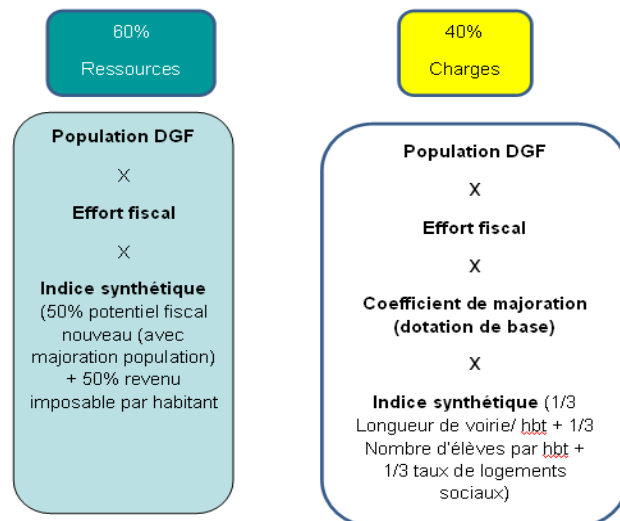 60%
Ressources
Population DGF
X
Effort fiscal
X
Indice synthétique
(50% potentiel fiscal
nouveau (avec
majoration population)
+ 50% revenu
imposable par habitant
40%
Charges
Population DGF
X
Effort fiscal
X
Coefficient de majoration
(dotation de base)
X
Indice synthétique (1/3
Longueur de voirie/ hbt + 1/3
Nombre d'élèves par hbt +
1/3 taux de logements
sociaux)